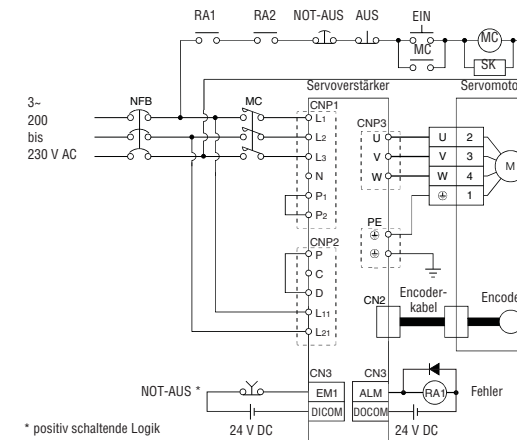 RA1 RA2 NOT-AUS AUS EIN
MC
MC
SK
Servoverstärker
Servomoto
3~
200
bis
230 V AC
NFB
MC
CNP1
L1
L2
L3
N
P1
P2
CNP3
U
V
W
U 2
V 3
W 4
1
M
PE
CNP2
P
C
D
L11
L21
CN2
Encoder-
kabel
Encode
CN3
EM1
DICOM
CN3
ALM
DOCOM
RA1
Fehler
NOT-AUS *
24 V DC
24 V DC
* positiv schaltende Logik